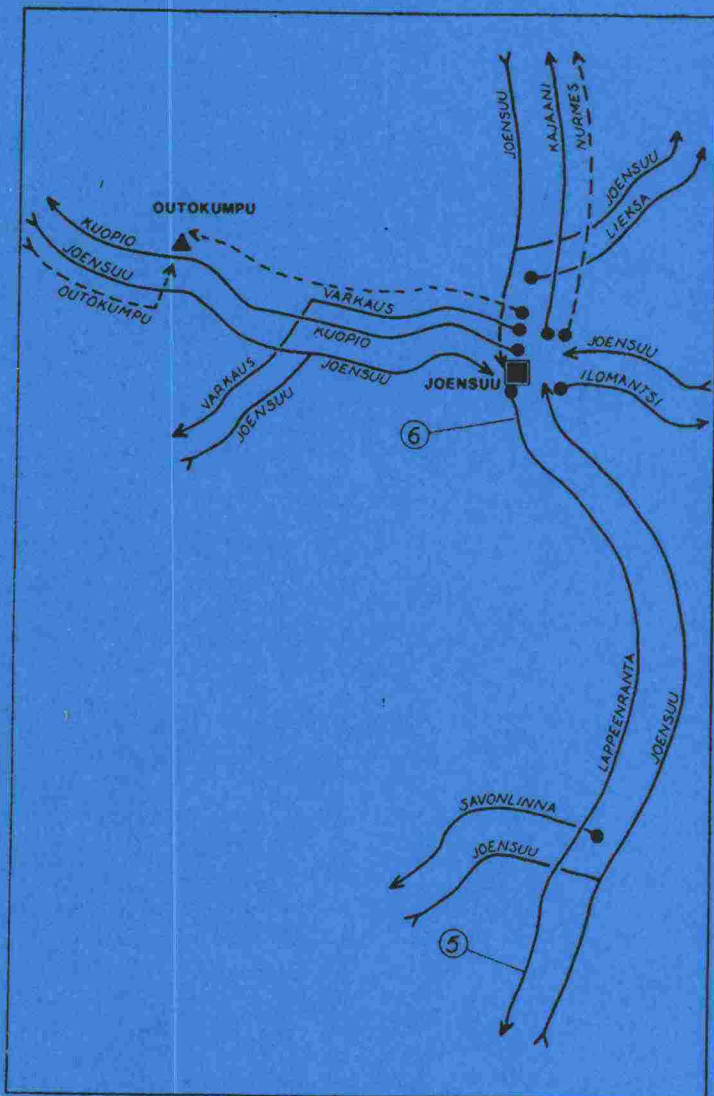 JOENSUU
KAJAANI
NURMES
JOENSUU
LIEKSA
OUTOKUMPU
KUOPIO
JOENSUU
OUTOKUMPU
VARKAUS
KUOPIO
JOENSUU
VARKAUS
JOENSUU
JOENSUU
JOENSUU
ILOMANTSI
6
LAPPEENRANTA
JOENSUU
SAVONLINNA
JOENSUU
5